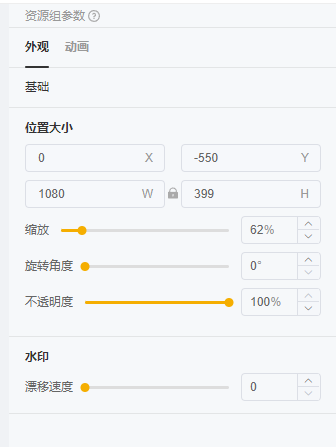 资源组参数 ?
外观 动画
基础
位置大小
0 X -550 Y
1080 W 399 H
缩放 62%
旋转角度 0°
不透明度 100%
水印
漂移速度 0